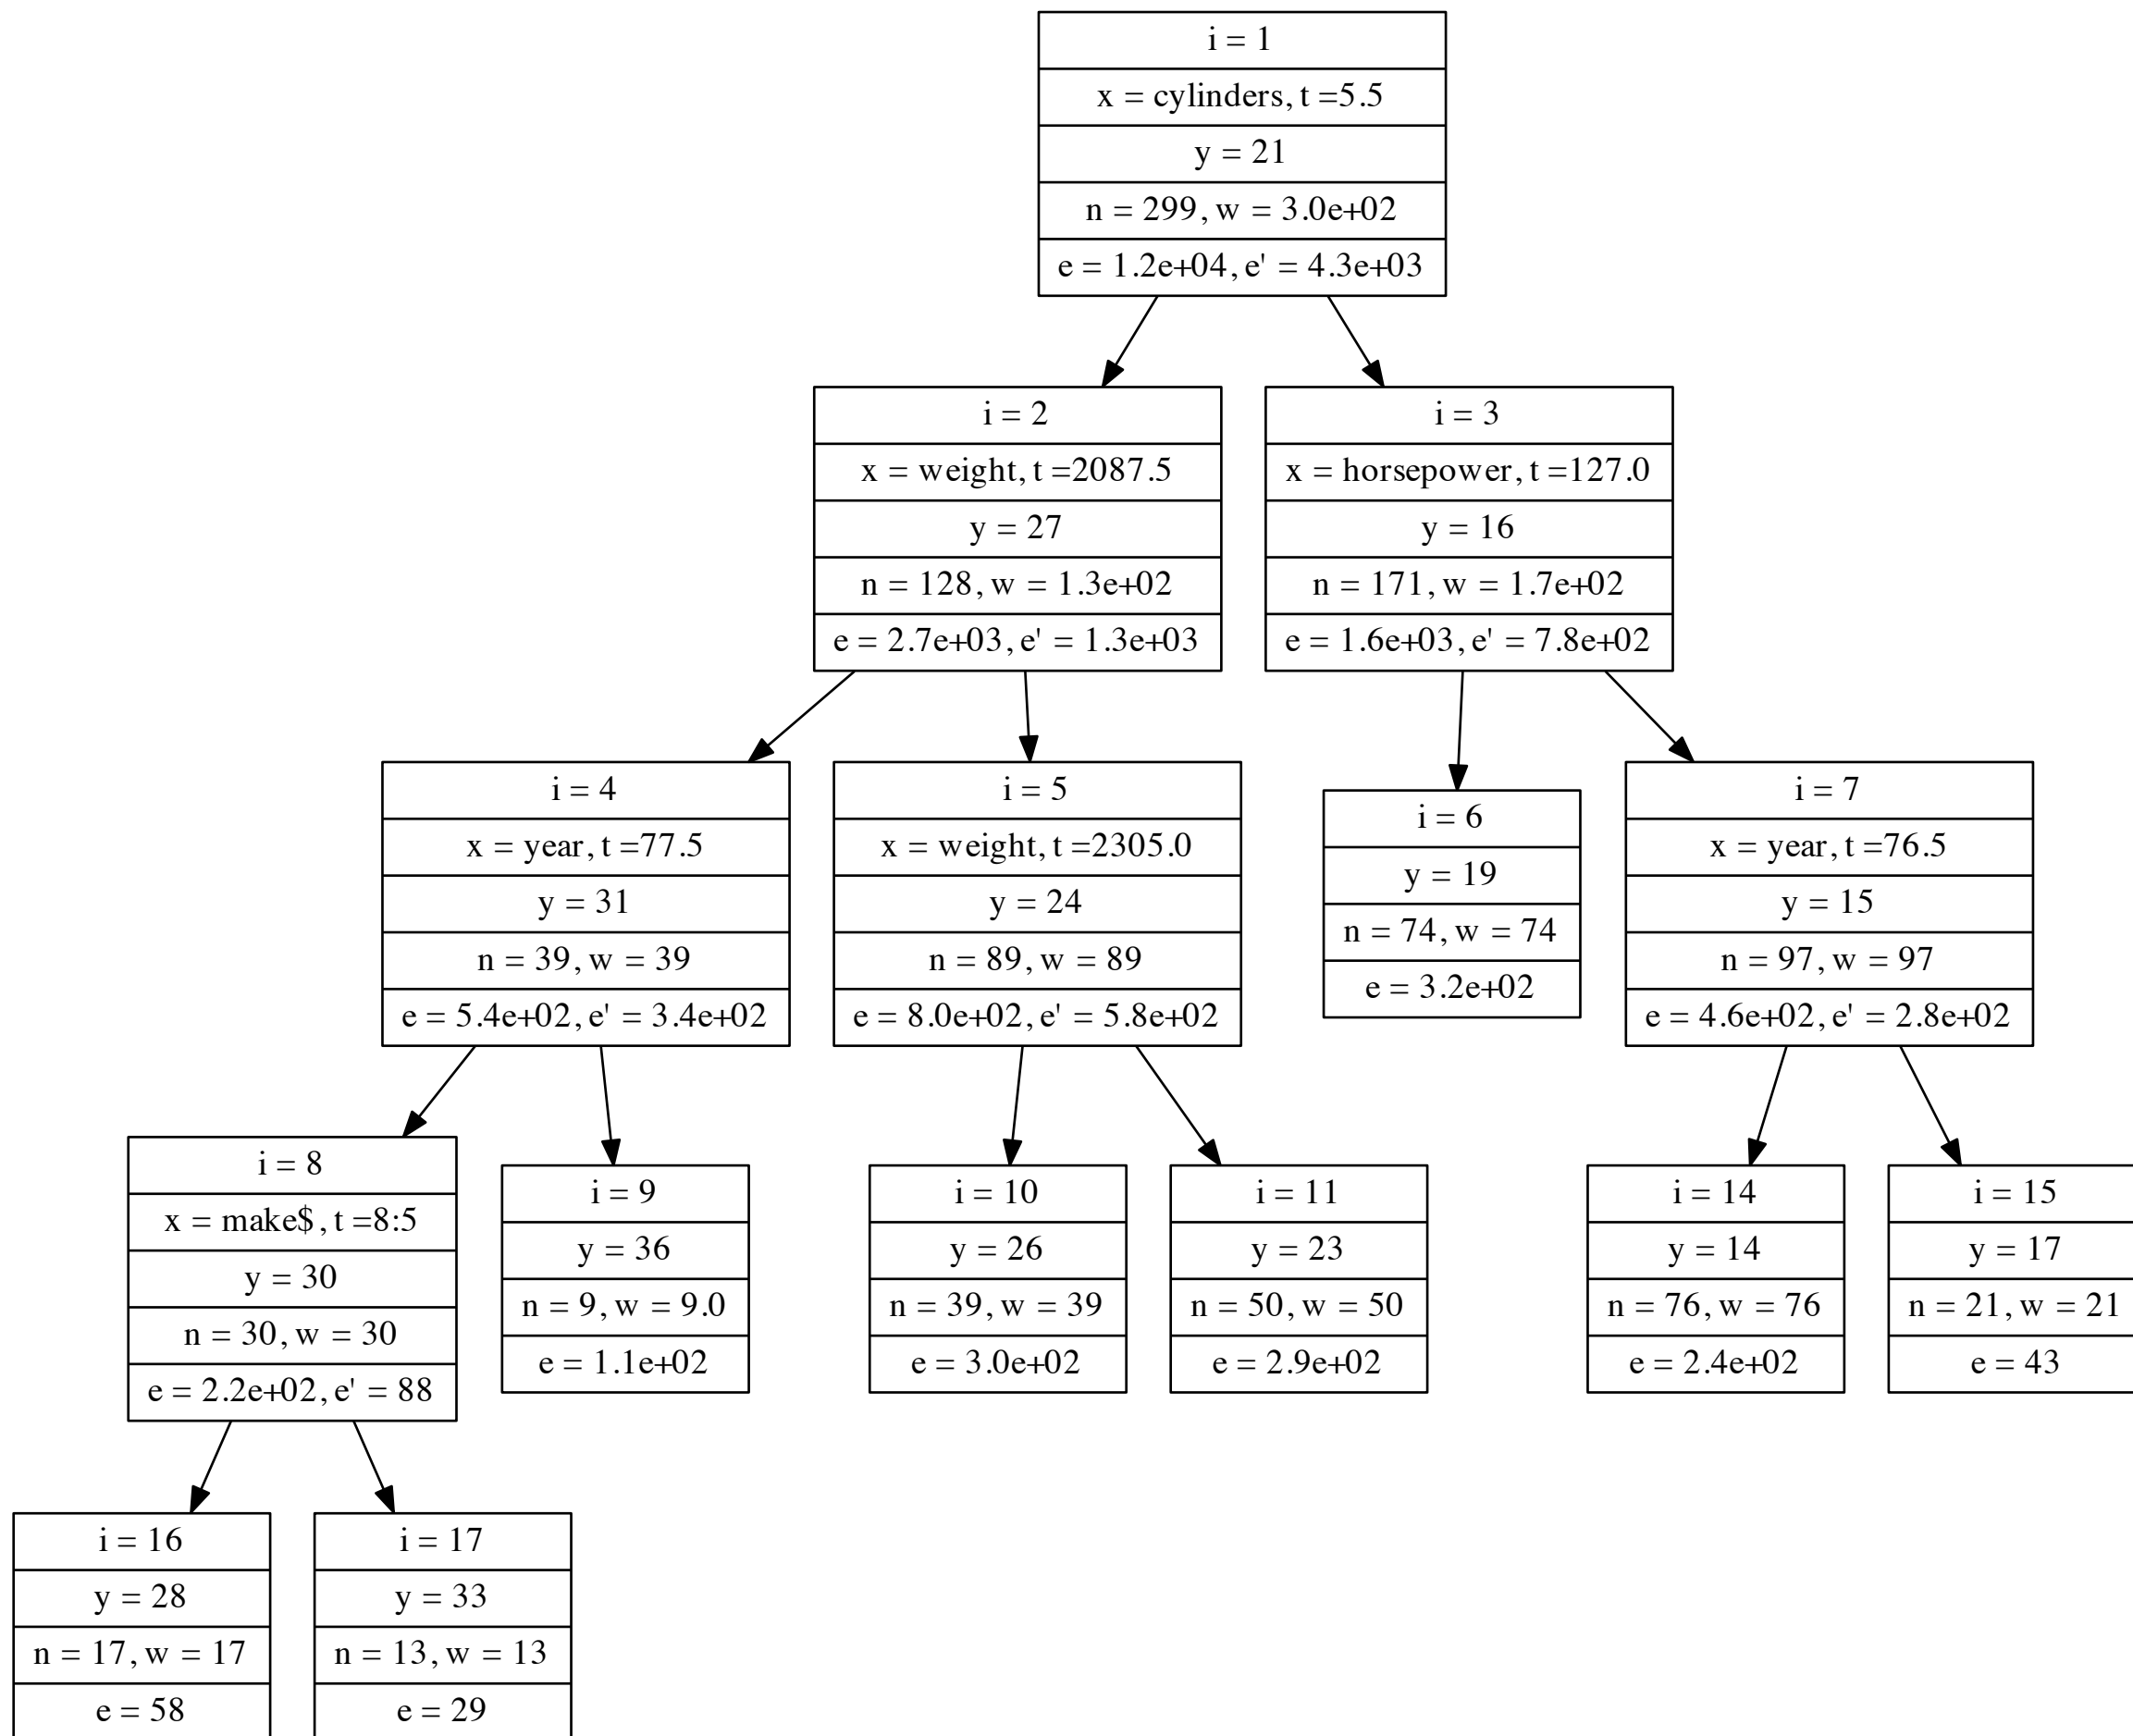 i = 1
x = cylinders, t =5.5
y = 21
n = 299, w = 3.0e+02
e = 1.2e+04, e' = 4.3e+03
i = 2
x = weight, t =2087.5
y = 27
n = 128, w = 1.3e+02
e = 2.7e+03, e' = 1.3e+03
i = 3
x = horsepower, t =127.0
y = 16
n = 171, w = 1.7e+02
e = 1.6e+03, e' = 7.8e+02
i = 4
x = year, t =77.5
y = 31
n = 39, w = 39
e = 5.4e+02, e' = 3.4e+02
i = 5
x = weight, t =2305.0
y = 24
n = 89, w = 89
e = 8.0e+02, e' = 5.8e+02
i = 6
y = 19
n = 74, w = 74
e = 3.2e+02
i = 7
x = year, t =76.5
y = 15
n = 97, w = 97
e = 4.6e+02, e' = 2.8e+02
i = 8
x = make$, t =8:5
y = 30
n = 30, w = 30
e = 2.2e+02, e' = 88
i = 9
y = 36
n = 9, w = 9.0
e = 1.1e+02
i = 10
y = 26
n = 39, w = 39
e = 3.0e+02
i = 11
y = 23
n = 50, w = 50
e = 2.9e+02
i = 14
y = 14
n = 76, w = 76
e = 2.4e+02
i = 15
y = 17
n = 21, w = 21
e = 43
i = 16
y = 28
n = 17, w = 17
e = 58
i = 17
y = 33
n = 13, w = 13
e = 29